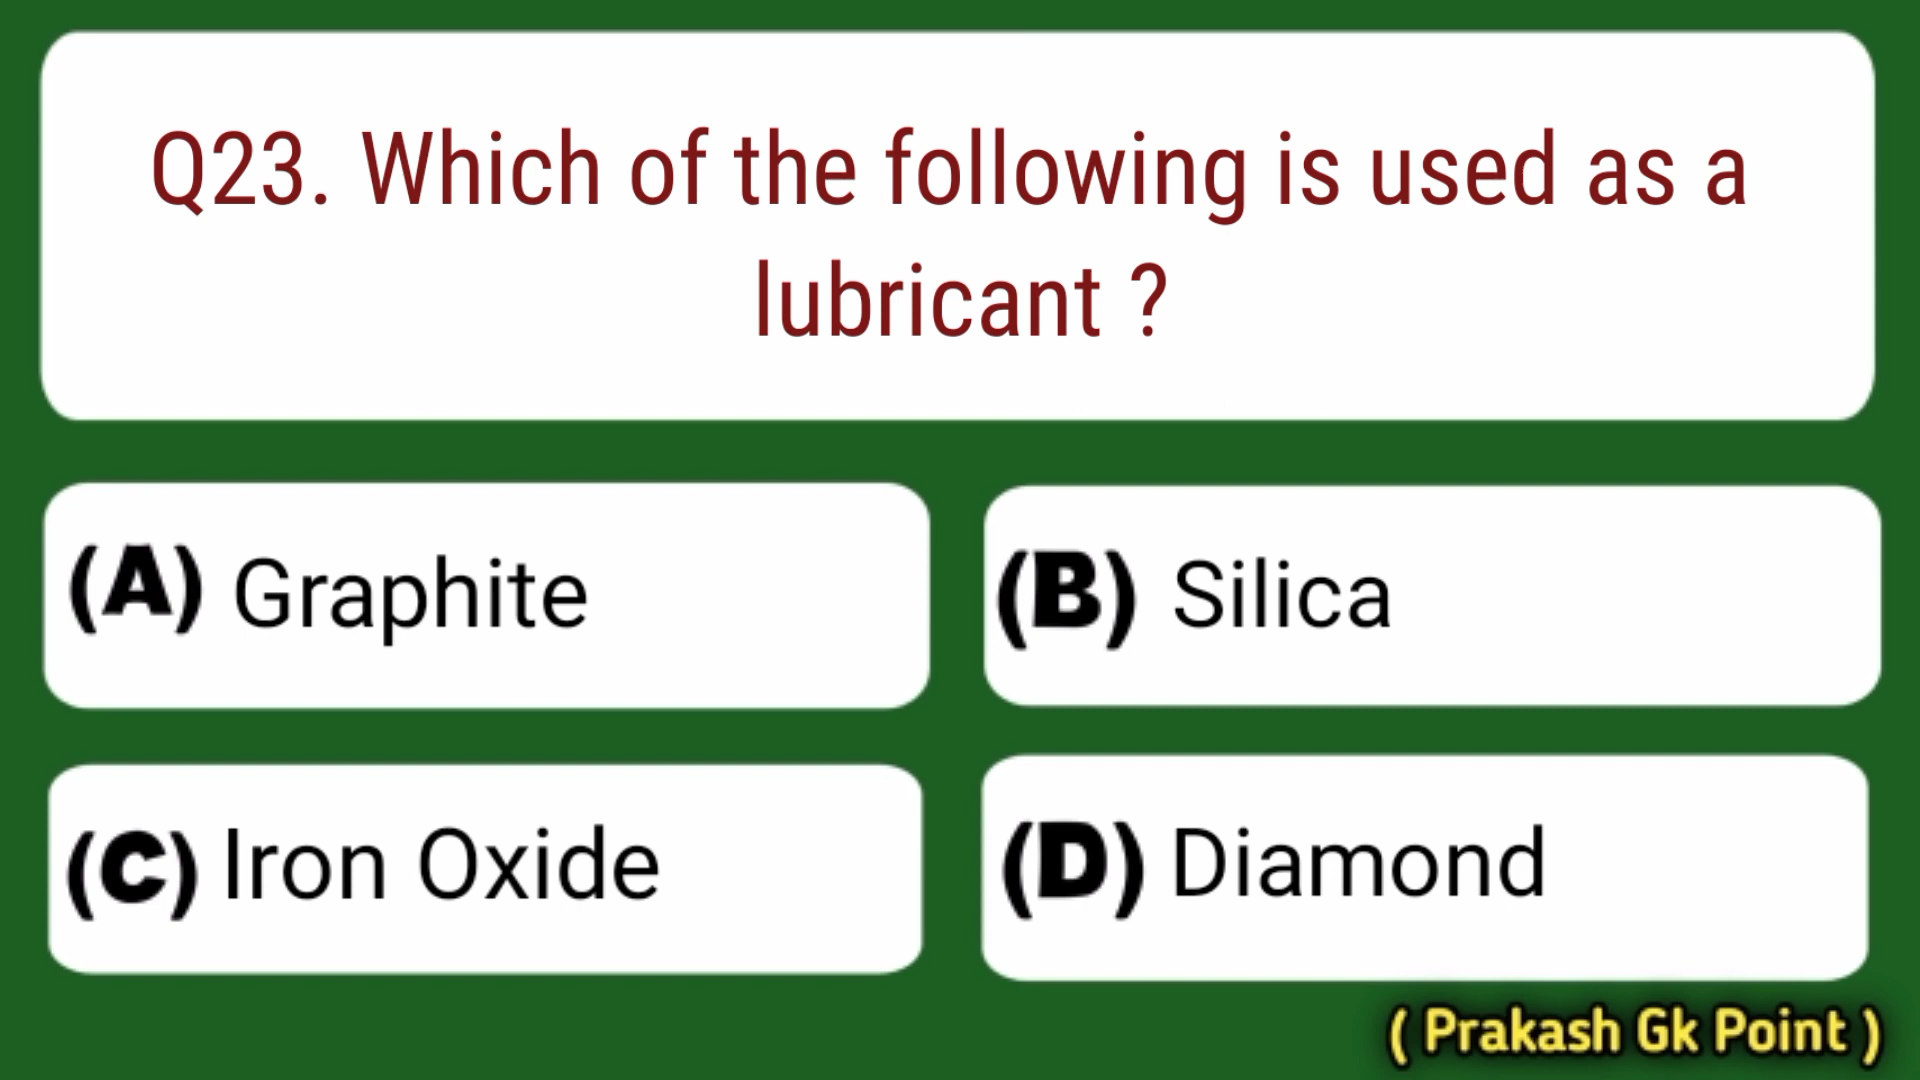 Q23. Which of the following is used as a
lubricant ?
(A) Graphite
(B) Silica
(C) Iron Oxide
(D) Diamond
( Prakash Gk Point )